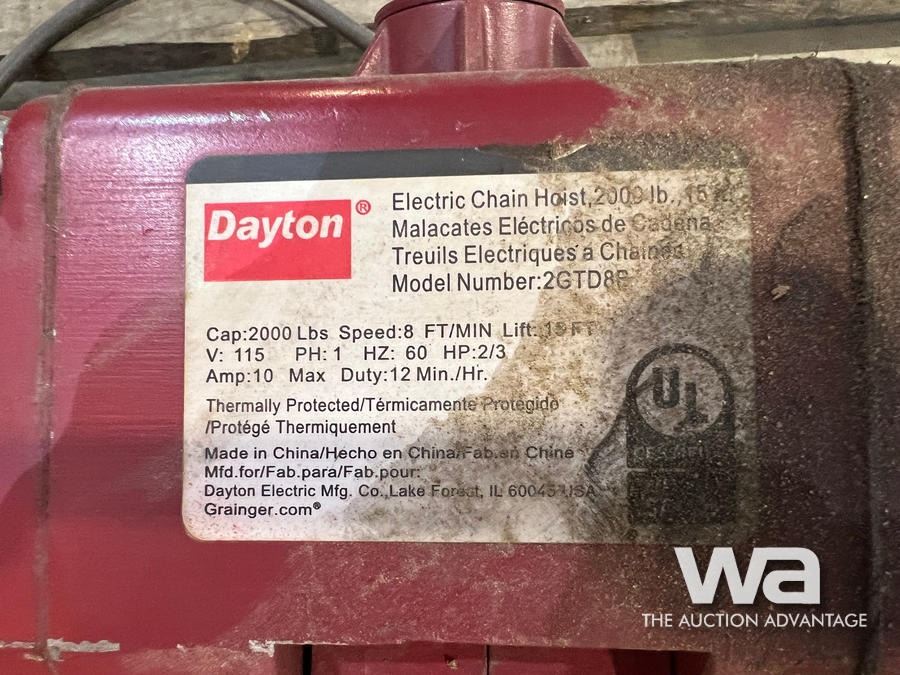 Dayton®
Electric Chain Hoist,2000 lb.,15
Malacates Eléctricos de Cadena
Treuils Electriques à Chaînes
Model Number:
Cap:2000 Lbs Speed:8 FT/MIN Lift: 15 FT
V: 115 PH: 1 HZ: 60 HP:2/3
Amp:10 Max Duty:12 Min./Hr.
Thermally Protected/Térmicamente Protegido
/Protégé Thermiquement
Made in China/Hecho en China/Fab.en Chine
Mfd.for/Fab.para/Fab.pour:
Dayton Electric Mfg. Co.,Lake Forest, IL 60045 USA
Grainger.com®
UL
wa
THE AUCTION ADVANTAGE